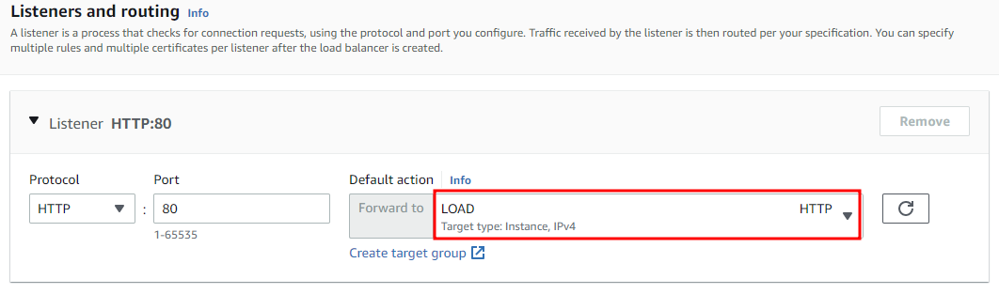 Listeners and routing Info
A listener is a process that checks for connection requests, using the protocol and port you configure. Traffic received by the listener is then routed per your specification. You can specify
multiple rules and multiple certificates per listener after the load balancer is created.
Listener HTTP:80
Remove
Protocol Port Default action Info
HTTP : 80 Forward to LOAD HTTP
Target type: Instance, IPv4
1-65535
Create target group